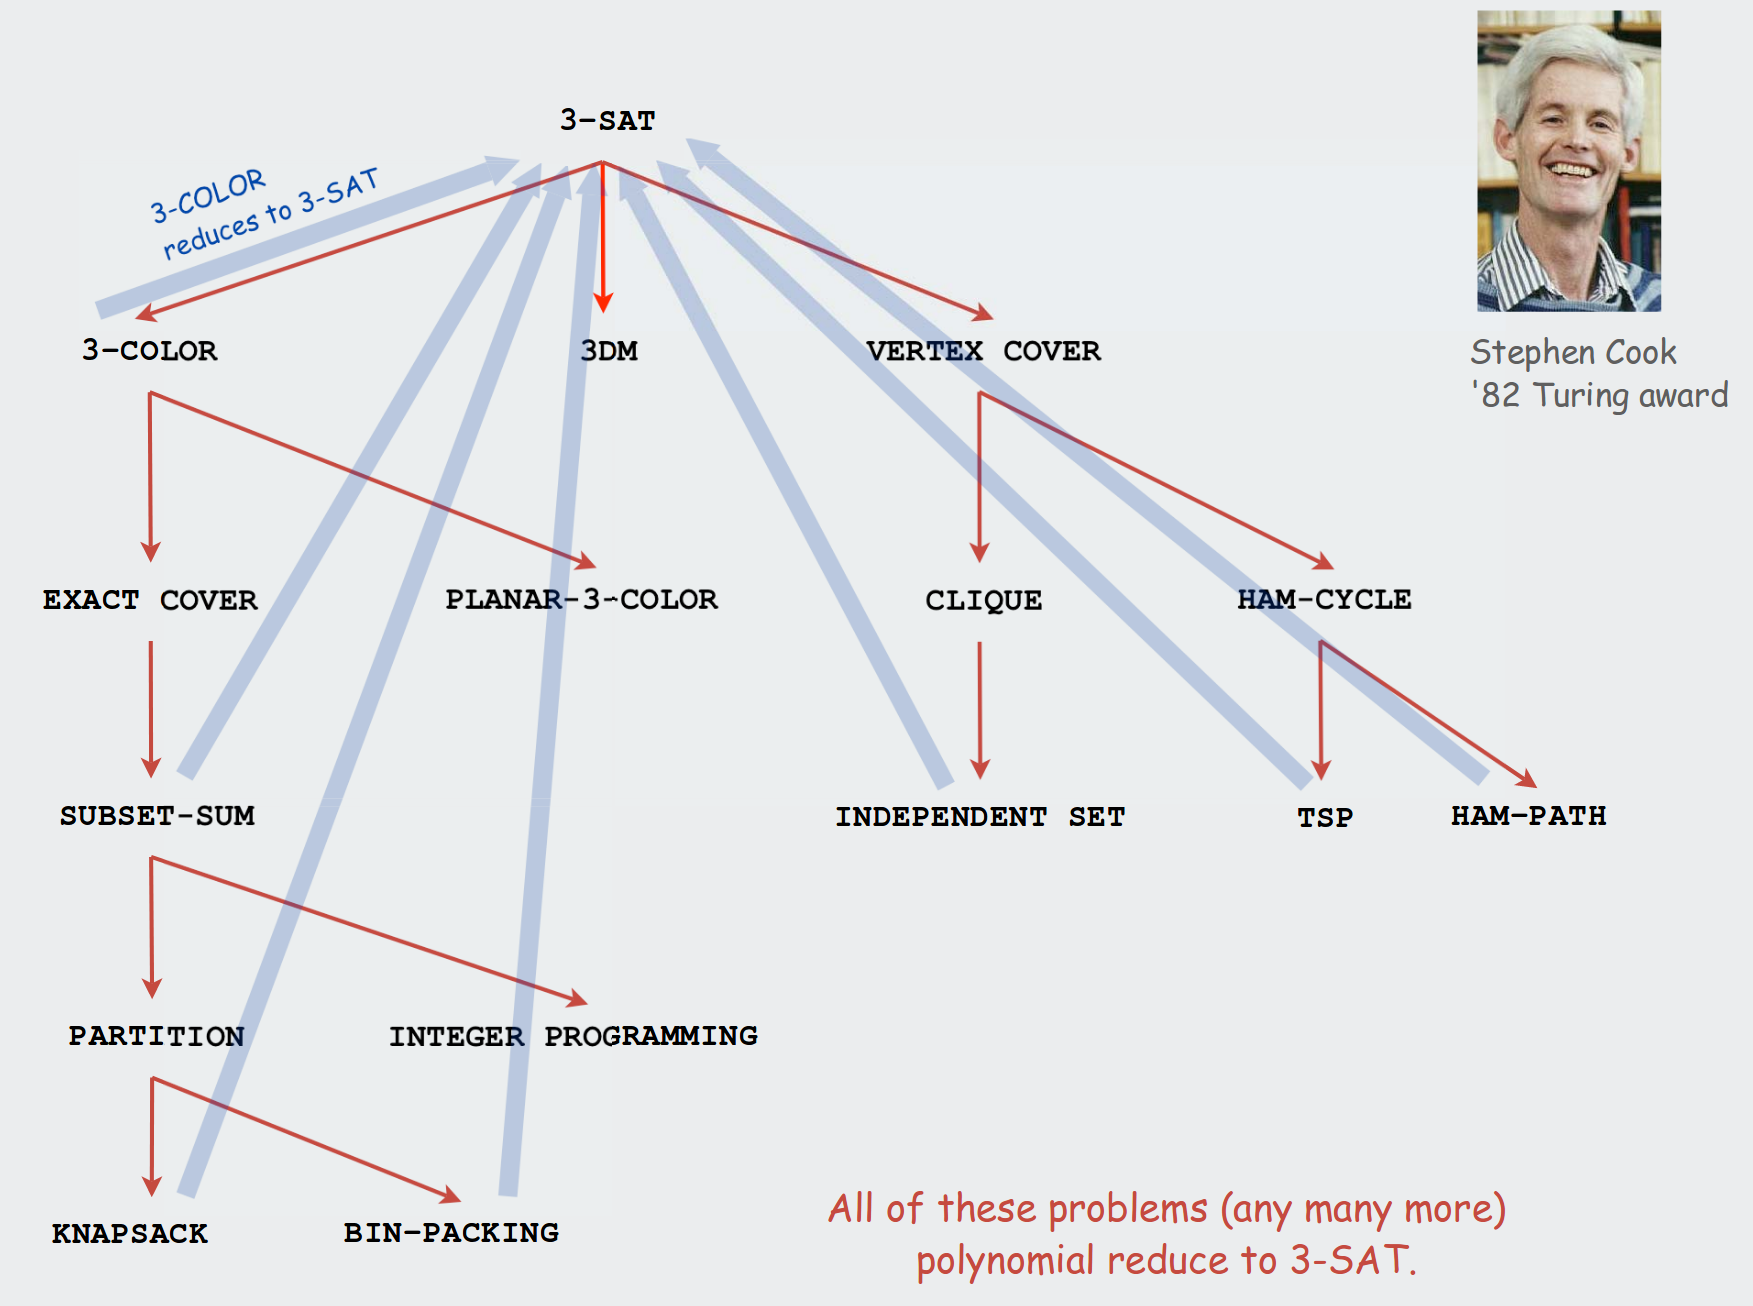 3-SAT
3-COLOR
reduces to 3-SAT
3-COLOR
3DM
VERTEX COVER
Stephen Cook
'82 Turing award
EXACT COVER
PLANAR-3-COLOR
CLIQUE
HAM-CYCLE
SUBSET-SUM
INDEPENDENT SET
TSP
HAM-PATH
PARTITION
INTEGER PROGRAMMING
KNAPSACK
BIN-PACKING
All of these problems (any many more)
polynomial reduce to 3-SAT.